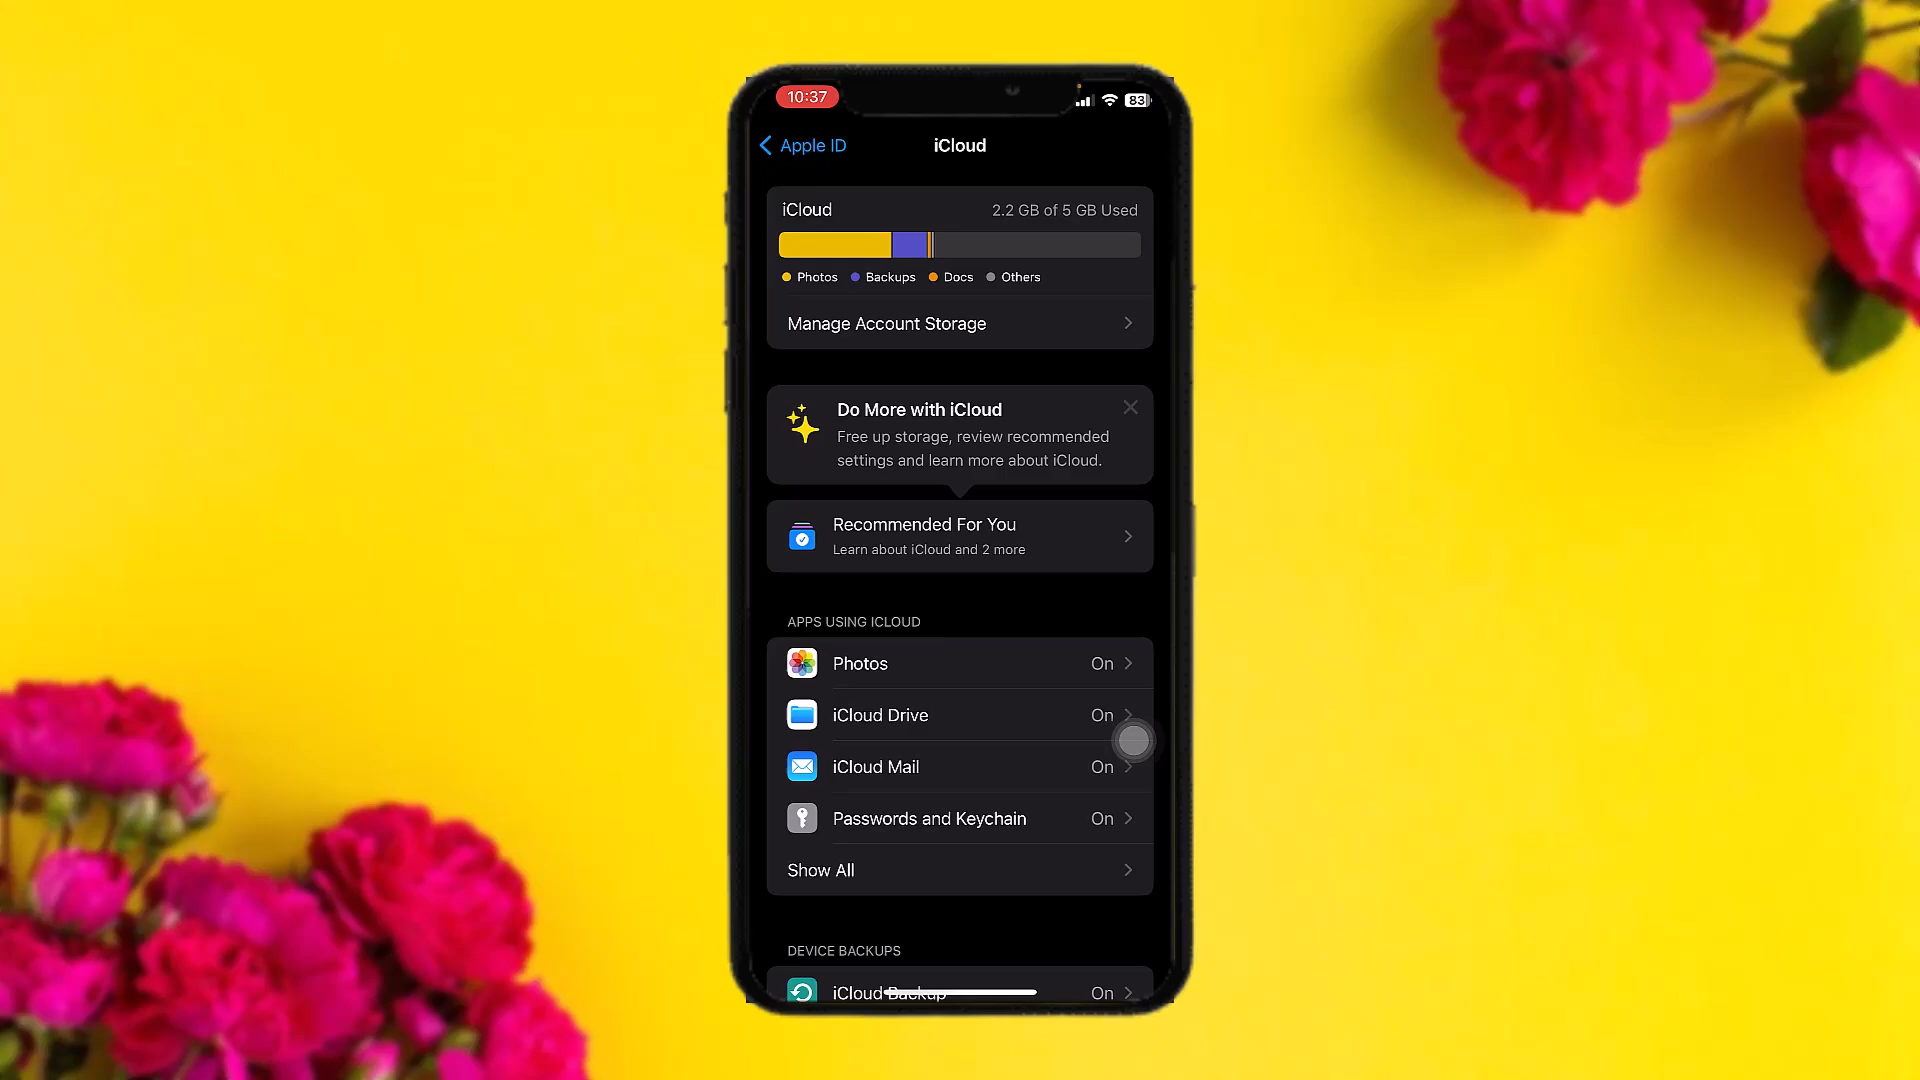 10:37
83
Apple ID
iCloud
iCloud
2.2 GB of 5 GB Used
Photos
Backups
Docs
Others
Manage Account Storage
Do More with iCloud
Free up storage, review recommended
settings and learn more about iCloud.
Recommended For You
Learn about iCloud and 2 more
APPS USING ICLOUD
Photos
On
iCloud Drive
On
iCloud Mail
On
Passwords and Keychain
On
Show All
DEVICE BACKUPS
iCloud Backup
On